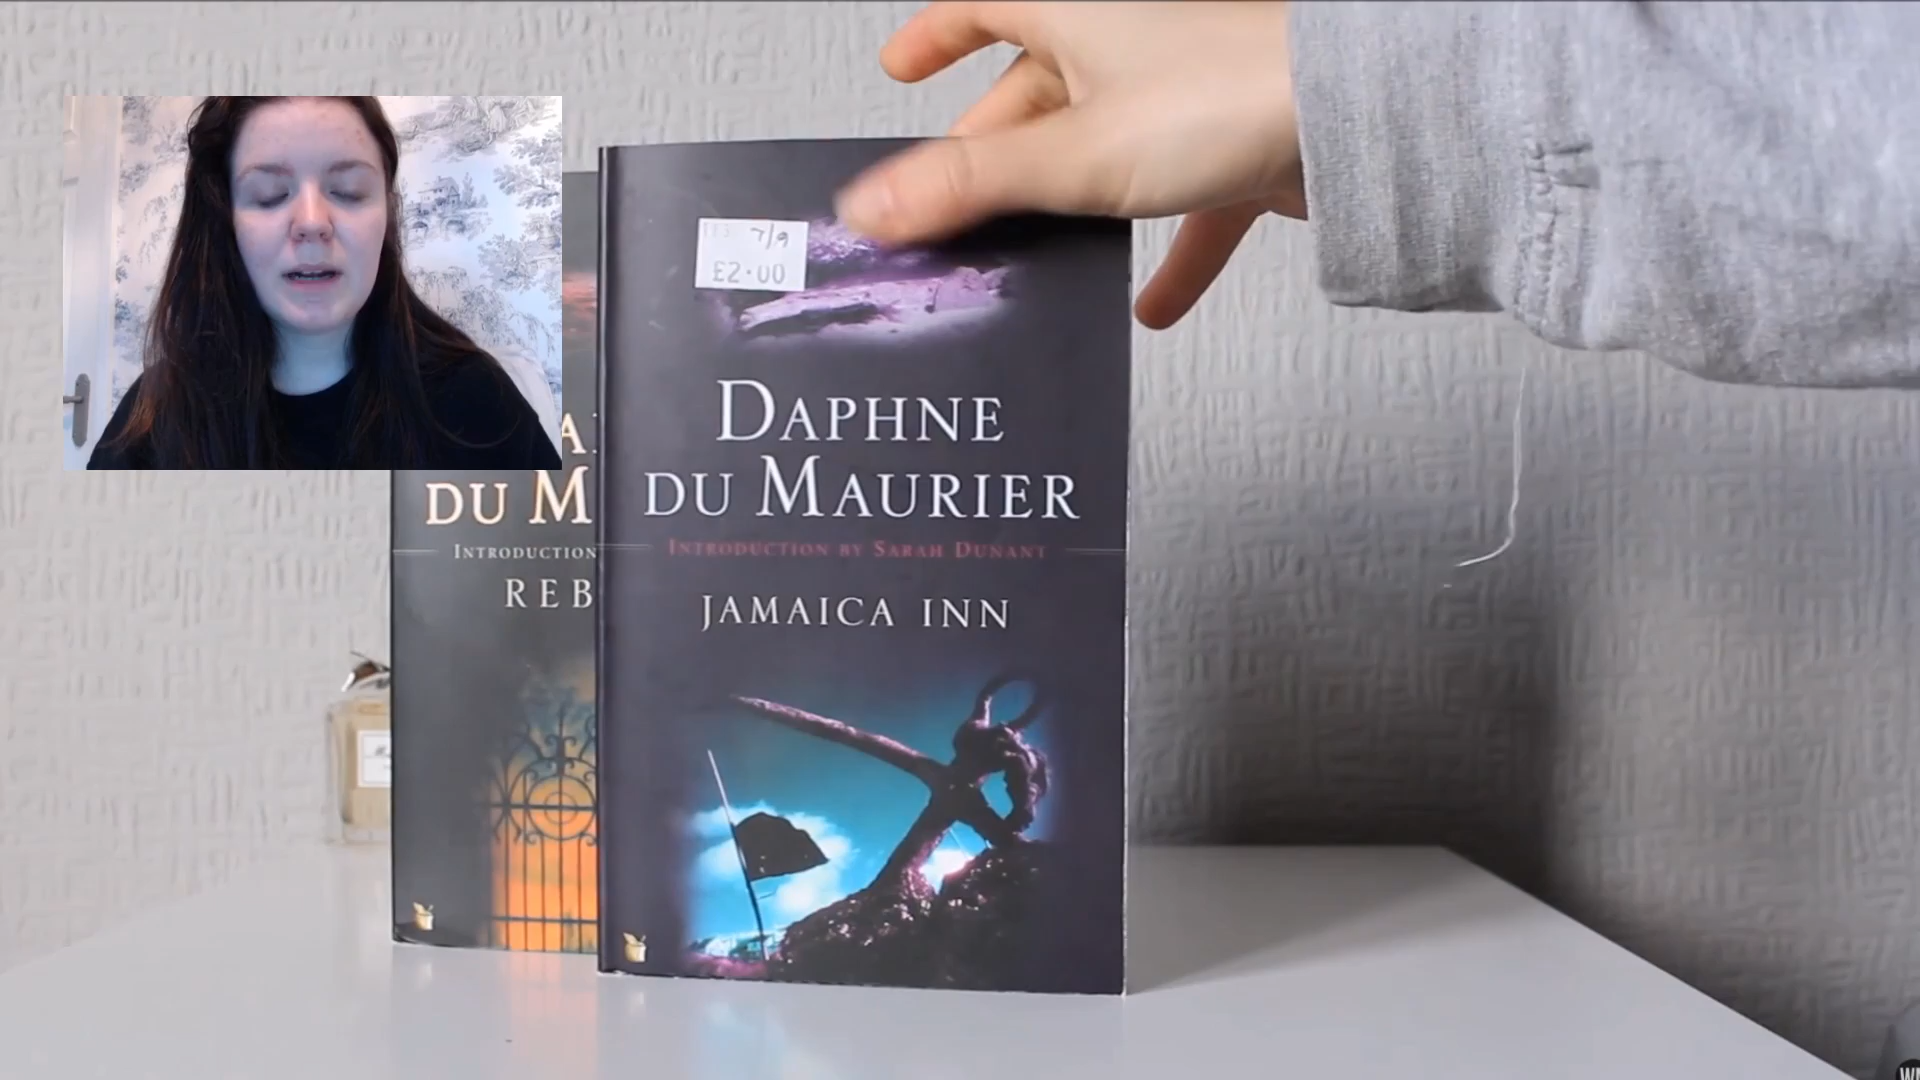 7/9
£2.00
DAPHNE
DU MAURIER
INTRODUCTION BY SARAH DUNANT
JAMAICA INN
DU M
INTRODUCTION
REB